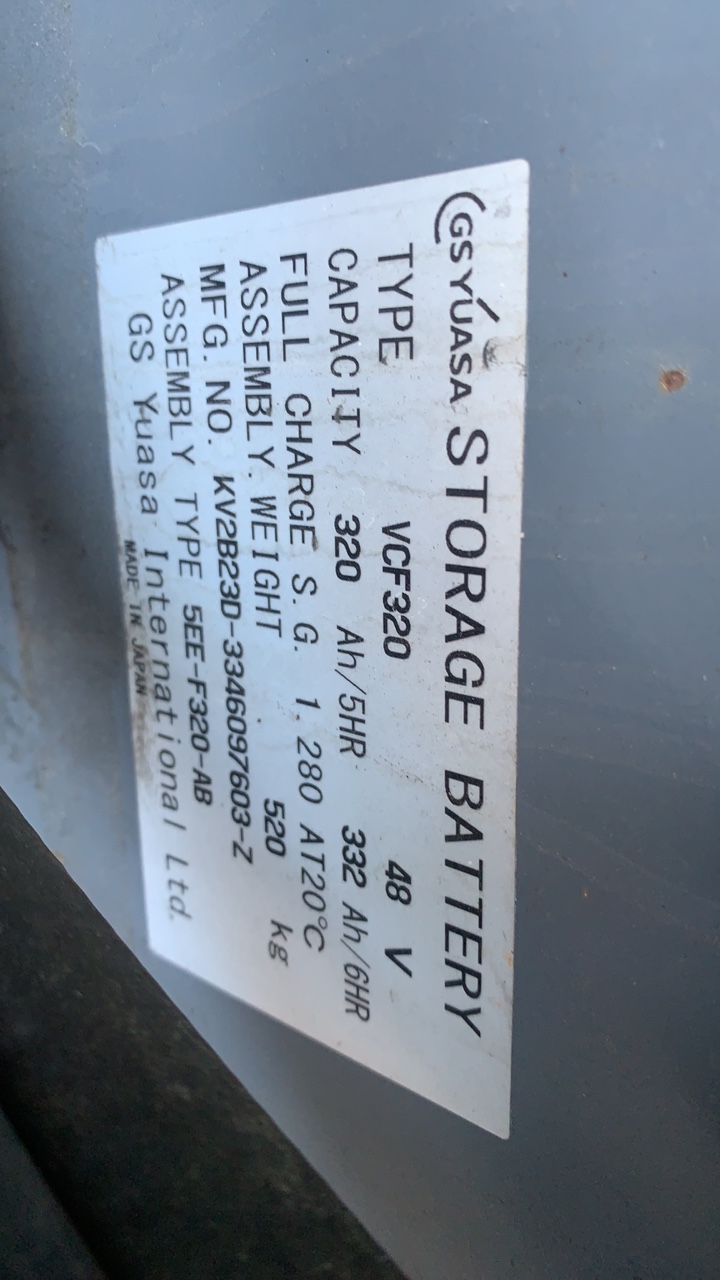 GS YUASA STORAGE BATTERY
TYPE VCF320 48 V
CAPACITY 320 Ah/5HR 332 Ah/6HR
FULL CHARGE S.G. 1,280 AT20°C
ASSEMBLY. WEIGHT 520 kg
MFG. NO. KV2B23D-3346097603-Z
ASSEMBLY TYPE 5EE-F320-AB
GS Yuasa International Ltd.
MADE IN JAPAN